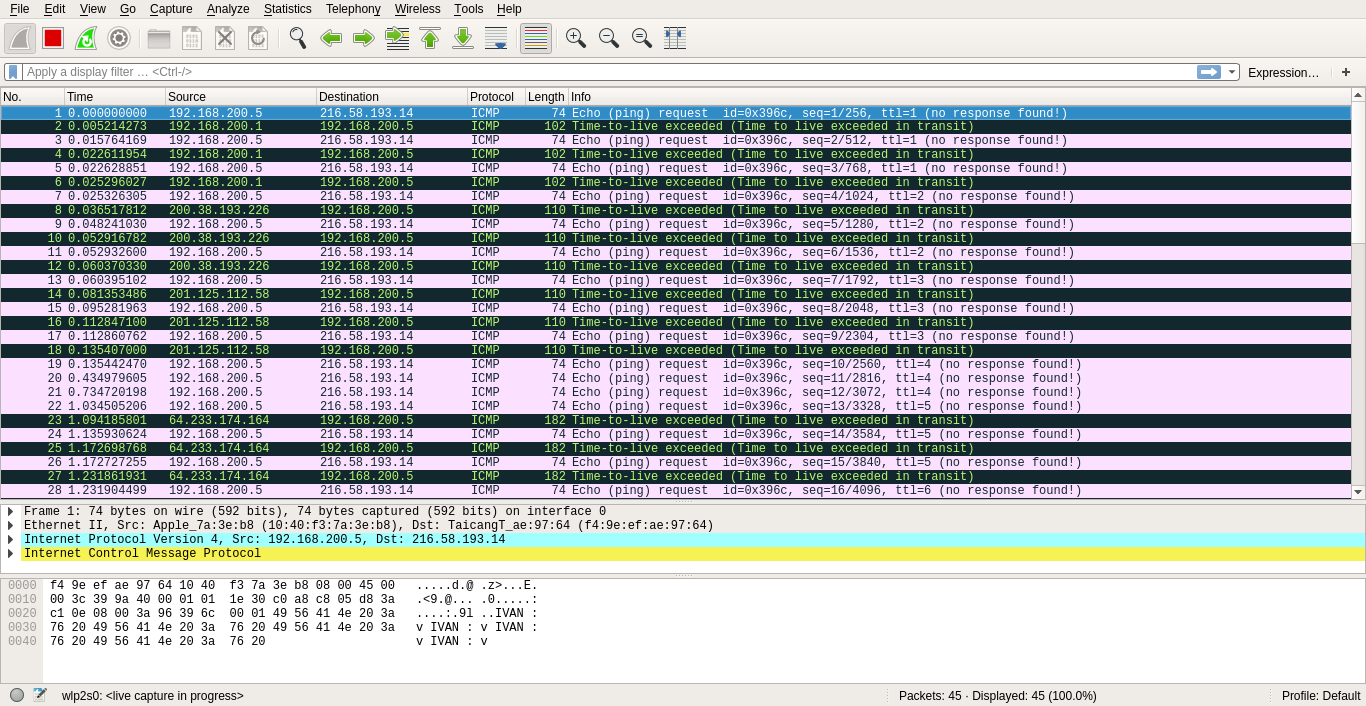 File Edit View Go Capture Analyze Statistics Telephony Wireless Tools Help
Apply a display filter … <Ctrl-/> Expression… +
No. Time Source Destination Protocol Length Info
1 0.000000000 192.168.200.5 216.58.193.14 ICMP 74 Echo (ping) request id=0x396c, seq=1/256, ttl=1 (no response found!)
2 0.005214273 192.168.200.1 192.168.200.5 ICMP 102 Time-to-live exceeded (Time to live exceeded in transit)
3 0.015764169 192.168.200.5 216.58.193.14 ICMP 74 Echo (ping) request id=0x396c, seq=2/512, ttl=1 (no response found!)
4 0.022611954 192.168.200.1 192.168.200.5 ICMP 102 Time-to-live exceeded (Time to live exceeded in transit)
5 0.022628851 192.168.200.5 216.58.193.14 ICMP 74 Echo (ping) request id=0x396c, seq=3/768, ttl=1 (no response found!)
6 0.025296027 192.168.200.1 192.168.200.5 ICMP 102 Time-to-live exceeded (Time to live exceeded in transit)
7 0.025326305 192.168.200.5 216.58.193.14 ICMP 74 Echo (ping) request id=0x396c, seq=4/1024, ttl=2 (no response found!)
8 0.036517812 200.38.193.226 192.168.200.5 ICMP 110 Time-to-live exceeded (Time to live exceeded in transit)
9 0.048241030 192.168.200.5 216.58.193.14 ICMP 74 Echo (ping) request id=0x396c, seq=5/1280, ttl=2 (no response found!)
10 0.052916782 200.38.193.226 192.168.200.5 ICMP 110 Time-to-live exceeded (Time to live exceeded in transit)
11 0.052932600 192.168.200.5 216.58.193.14 ICMP 74 Echo (ping) request id=0x396c, seq=6/1536, ttl=2 (no response found!)
12 0.060370330 200.38.193.226 192.168.200.5 ICMP 110 Time-to-live exceeded (Time to live exceeded in transit)
13 0.060395102 192.168.200.5 216.58.193.14 ICMP 74 Echo (ping) request id=0x396c, seq=7/1792, ttl=3 (no response found!)
14 0.081353486 201.125.112.58 192.168.200.5 ICMP 110 Time-to-live exceeded (Time to live exceeded in transit)
15 0.095281963 192.168.200.5 216.58.193.14 ICMP 74 Echo (ping) request id=0x396c, seq=8/2048, ttl=3 (no response found!)
16 0.112847100 201.125.112.58 192.168.200.5 ICMP 110 Time-to-live exceeded (Time to live exceeded in transit)
17 0.112860762 192.168.200.5 216.58.193.14 ICMP 74 Echo (ping) request id=0x396c, seq=9/2304, ttl=3 (no response found!)
18 0.135407000 201.125.112.58 192.168.200.5 ICMP 110 Time-to-live exceeded (Time to live exceeded in transit)
19 0.135442470 192.168.200.5 216.58.193.14 ICMP 74 Echo (ping) request id=0x396c, seq=10/2560, ttl=4 (no response found!)
20 0.434979605 192.168.200.5 216.58.193.14 ICMP 74 Echo (ping) request id=0x396c, seq=11/2816, ttl=4 (no response found!)
21 0.734720198 192.168.200.5 216.58.193.14 ICMP 74 Echo (ping) request id=0x396c, seq=12/3072, ttl=4 (no response found!)
22 1.034505206 192.168.200.5 216.58.193.14 ICMP 74 Echo (ping) request id=0x396c, seq=13/3328, ttl=5 (no response found!)
23 1.094185801 64.233.174.164 192.168.200.5 ICMP 182 Time-to-live exceeded (Time to live exceeded in transit)
24 1.135930624 192.168.200.5 216.58.193.14 ICMP 74 Echo (ping) request id=0x396c, seq=14/3584, ttl=5 (no response found!)
25 1.172698768 64.233.174.164 192.168.200.5 ICMP 182 Time-to-live exceeded (Time to live exceeded in transit)
26 1.172727255 192.168.200.5 216.58.193.14 ICMP 74 Echo (ping) request id=0x396c, seq=15/3840, ttl=5 (no response found!)
27 1.231861931 64.233.174.164 192.168.200.5 ICMP 182 Time-to-live exceeded (Time to live exceeded in transit)
28 1.231904499 192.168.200.5 216.58.193.14 ICMP 74 Echo (ping) request id=0x396c, seq=16/4096, ttl=6 (no response found!)
Frame 1: 74 bytes on wire (592 bits), 74 bytes captured (592 bits) on interface 0
Ethernet II, Src: Apple_7a:3e:b8 (10:40:f3:7a:3e:b8), Dst: TaicangT_ae:97:64 (f4:9e:ef:ae:97:64)
Internet Protocol Version 4, Src: 192.168.200.5, Dst: 216.58.193.14
Internet Control Message Protocol
0000 f4 9e ef ae 97 64 10 40 f3 7a 3e b8 08 00 45 00 .....d.@ .z>...E.
0010 00 3c 39 9a 40 00 01 01 1e 30 c0 a8 c8 05 d8 3a .<9.@... .0.....:
0020 c1 0e 08 00 3a 96 39 6c 00 01 49 56 41 4e 20 3a ....:.9l ..IVAN :
0030 76 20 49 56 41 4e 20 3a 76 20 49 56 41 4e 20 3a v IVAN : v IVAN :
0040 76 20 49 56 41 4e 20 3a 76 20 v IVAN : v
wlp2s0: <live capture in progress> Packets: 45 · Displayed: 45 (100.0%) Profile: Default